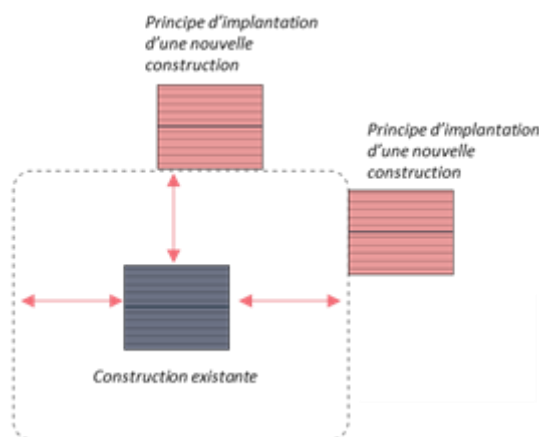 Principe d'implantation
d'une nouvelle
construction
Principe d'implantation
d'une nouvelle
construction
Construction existante